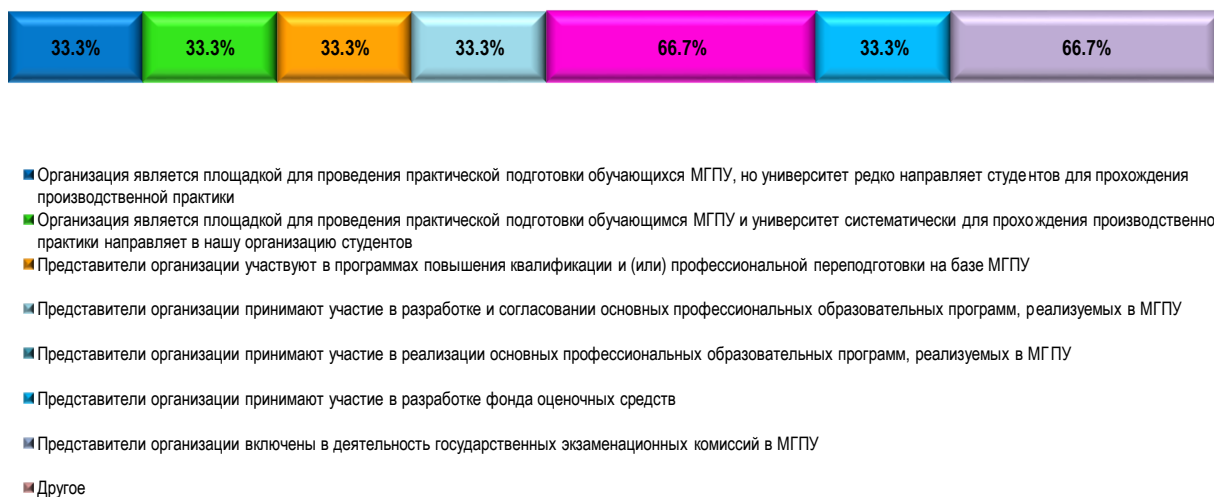 33.3% 33.3% 33.3% 33.3% 66.7% 33.3% 66.7%
Организация является площадкой для проведения практической подготовки обучающихся МГПУ, но университет редко направляет студентов для прохождения
производственной практики
Организация является площадкой для проведения практической подготовки обучающимся МГПУ и университет систематически для прохождения производственно
практики направляет в нашу организацию студентов
Представители организации участвуют в программах повышения квалификации и (или) профессиональной переподготовки на базе МГПУ
Представители организации принимают участие в разработке и согласовании основных профессиональных образовательных программ, реализуемых в МГПУ
Представители организации принимают участие в реализации основных профессиональных образовательных программ, реализуемых в МГПУ
Представители организации принимают участие в разработке фонда оценочных средств
Представители организации включены в деятельность государственных экзаменационных комиссий в МГПУ
Другое